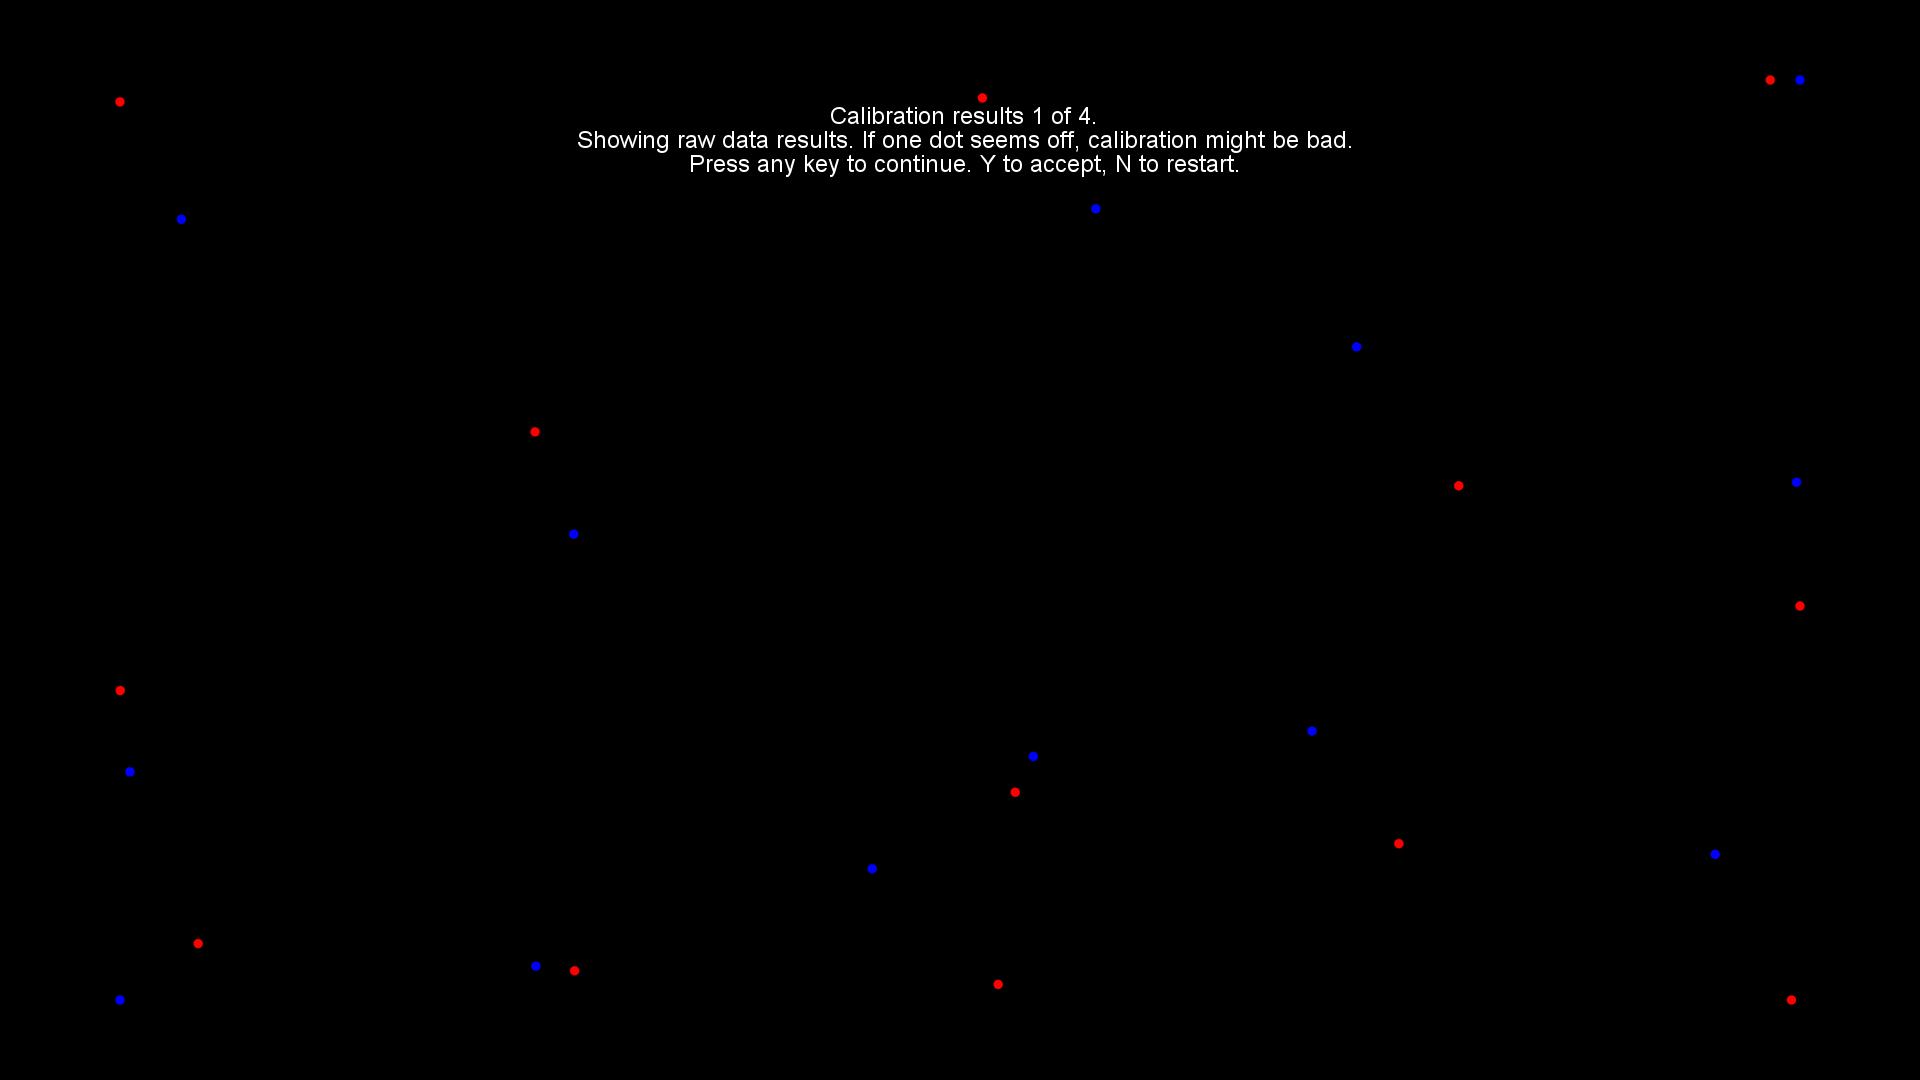 Calibration results 1 of 4.
Showing raw data results. If one dot seems off, calibration might be bad.
Press any key to continue. Y to accept, N to restart.